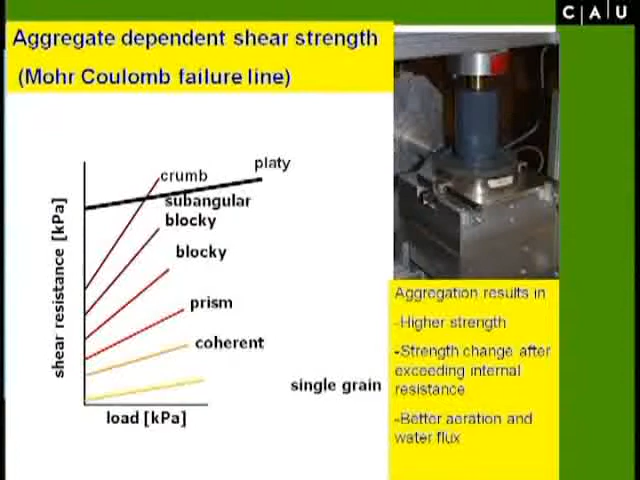 C A U
Aggregate dependent shear strength
(Mohr Coulomb failure line)
platy
crumb
subangular
blocky
blocky
prism
coherent
single grain
shear resistance [kPa]
load [kPa]
Aggregation results in
-Higher strength
-Strength change after
exceeding internal
resistance
-Better aeration and
water flux